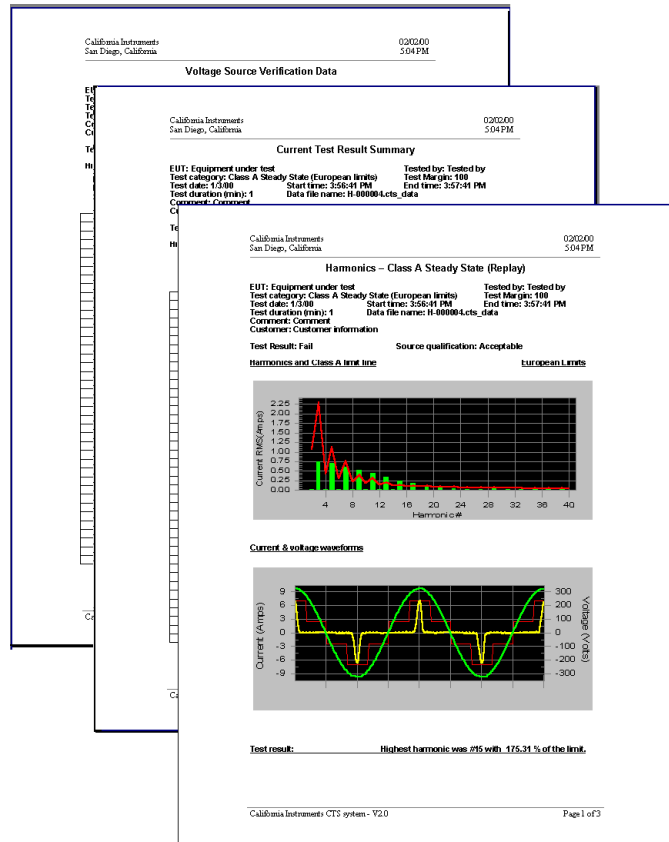 California Instruments 02/02/00
San Diego, California 5:04 PM
Voltage Source Verification Data
California Instruments 02/02/00
San Diego, California 5:04 PM
Current Test Result Summary
EUT: Equipment under test Tested by: Tested by
Test category: Class A Steady State (European limits) Test Margin: 100
Test date: 1/3/00 Start time: 3:56:41 PM End time: 3:57:41 PM
Test duration (min): 1 Data file name: H-000004.cts_data
Comment: Comment
California Instruments 02/02/00
San Diego, California 5:04 PM
Harmonics – Class A Steady State (Replay)
EUT: Equipment under test Tested by: Tested by
Test category: Class A Steady State (European limits) Test Margin: 100
Test date: 1/3/00 Start time: 3:56:41 PM End time: 3:57:41 PM
Test duration (min): 1 Data file name: H-000004.cts_data
Comment: Comment
Customer: Customer information
Test Result: Fail Source qualification: Acceptable
Harmonics and Class A limit line European Limits
Current RMS(Amps)
2.25
2.00
1.75
1.50
1.25
1.00
0.75
0.50
0.25
0.00
4 8 12 16 20 24 28 32 36 40
Harmonic #
Current & voltage waveforms
Current (Amps)
9
6
3
0
-3
-6
-9
300
200
100
0
-100
-200
-300
Voltage (Volts)
Test result: Highest harmonic was #15 with 175.31 % of the limit.
California Instruments CTS system - V2.0 Page 1 of 3